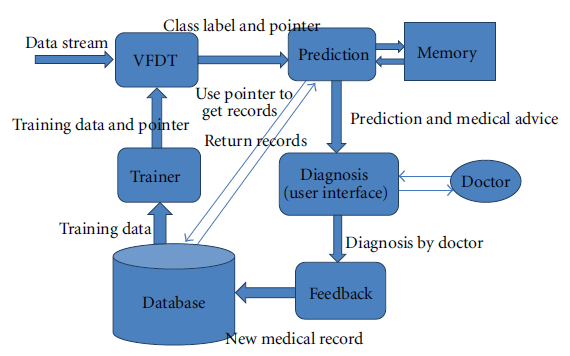 Class label and pointer
Data stream
VFDT
Prediction
Memory
Use pointer to
get records
Training data and pointer
Prediction and medical advice
Return records
Trainer
Diagnosis
(user interface)
Doctor
Training data
Diagnosis by doctor
Database
Feedback
New medical record